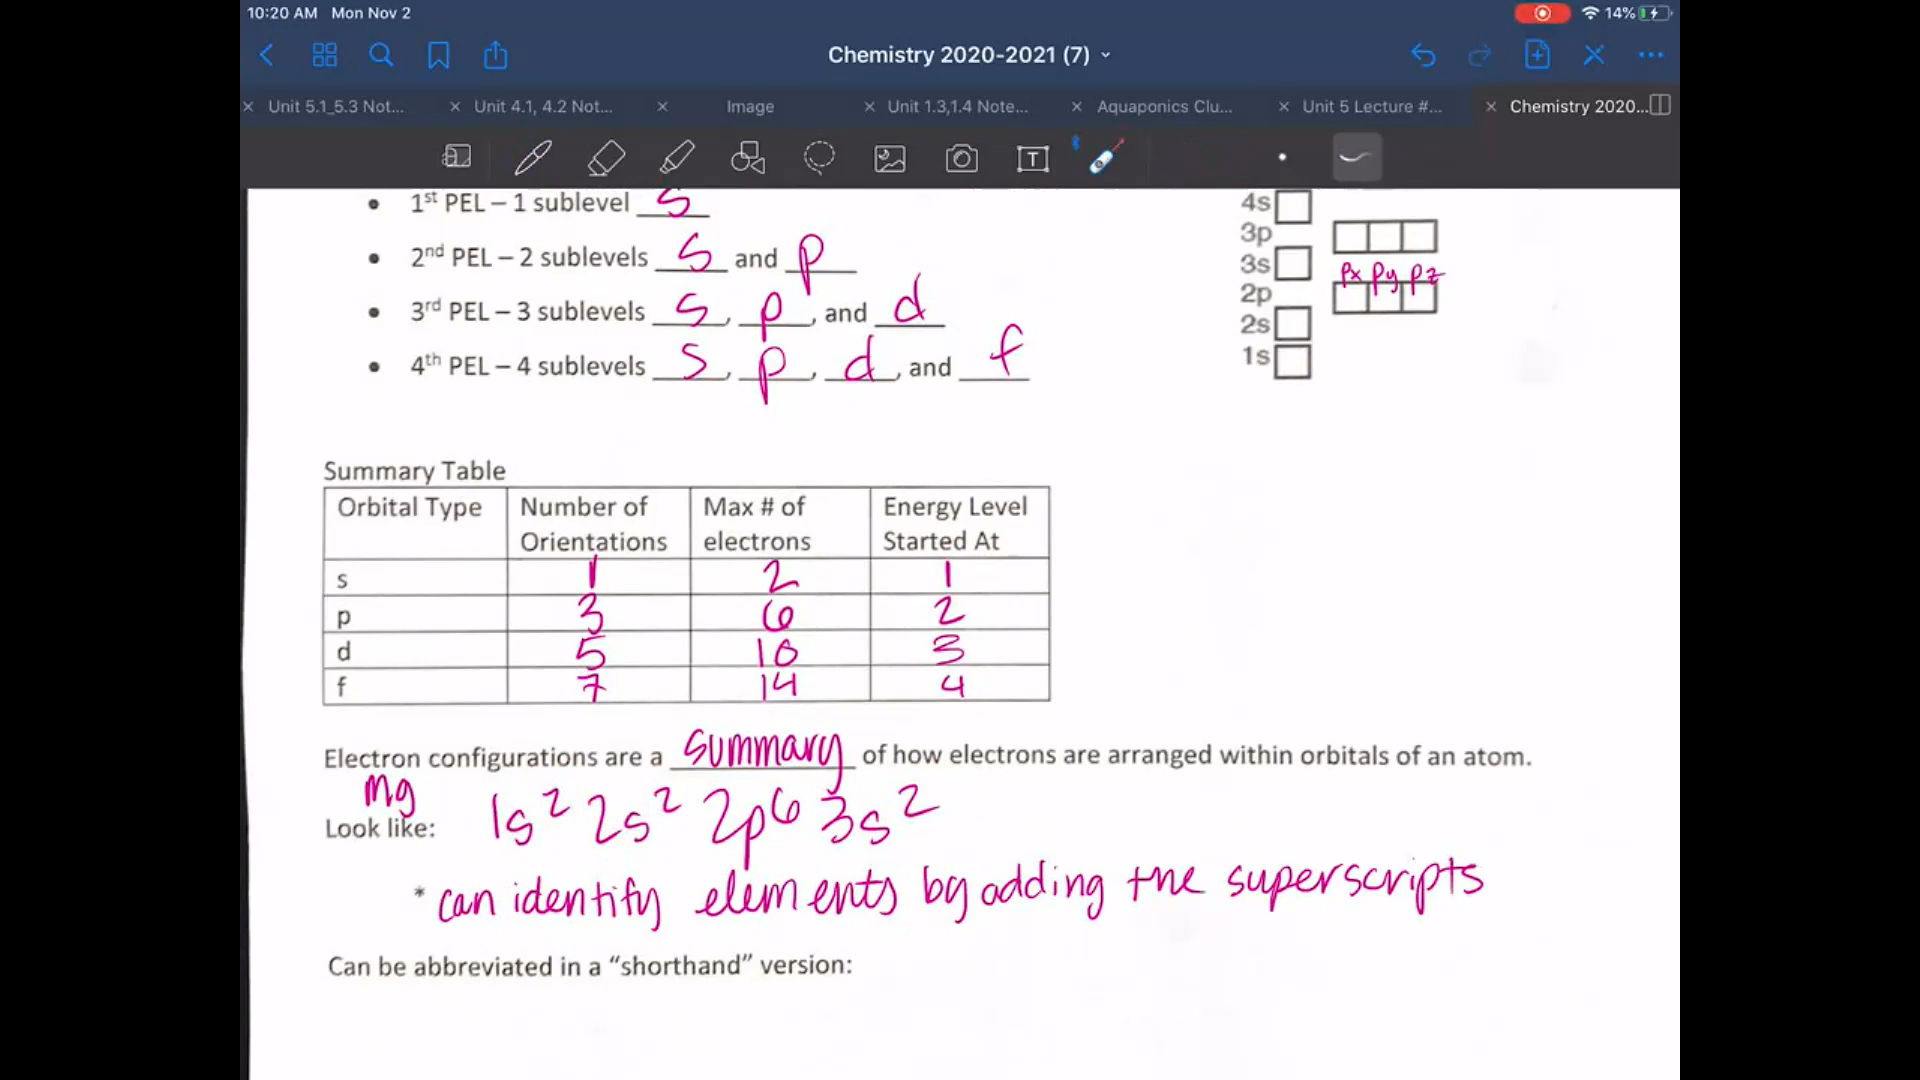 10:20 AM Mon Nov 2
14%
Chemistry 2020-2021 (7)
Unit 5.1_5.3 Not...
Unit 4.1, 4.2 Not...
Image
Unit 1.3,1.4 Note...
Aquaponics Clu...
Unit 5 Lecture #...
Chemistry 2020...
T
• 1st PEL – 1 sublevel s
• 2nd PEL – 2 sublevels s and p
• 3rd PEL – 3 sublevels s, p, and d
• 4th PEL – 4 sublevels s, p, d, and f
4s
3p
3s
px py pz
2p
2s
1s
Summary Table
Orbital Type Number of Orientations Max # of electrons Energy Level Started At
s 1 2 1
p 3 6 2
d 5 10 3
f 7 14 4
Electron configurations are a summary of how electrons are arranged within orbitals of an atom.
Mg
Look like: 1s² 2s² 2p⁶ 3s²
* can identify elements by adding the superscripts
Can be abbreviated in a “shorthand” version: